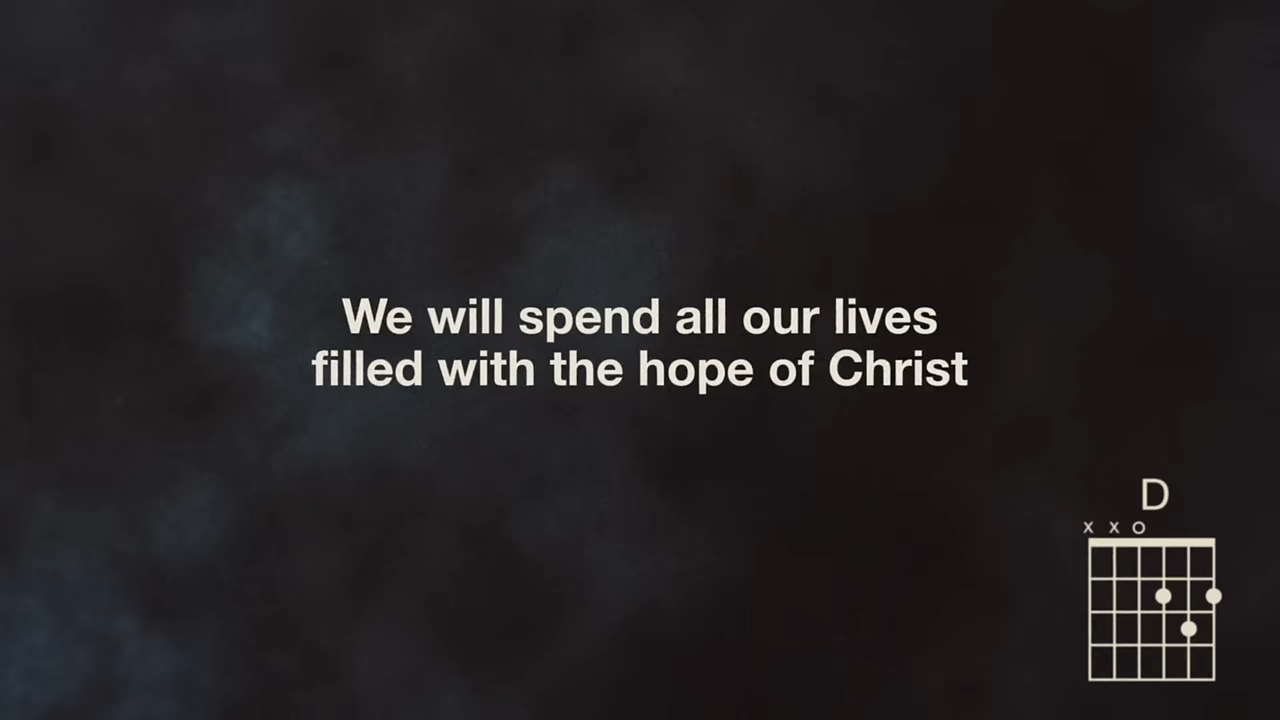 We will spend all our lives
filled with the hope of Christ
D
x x o